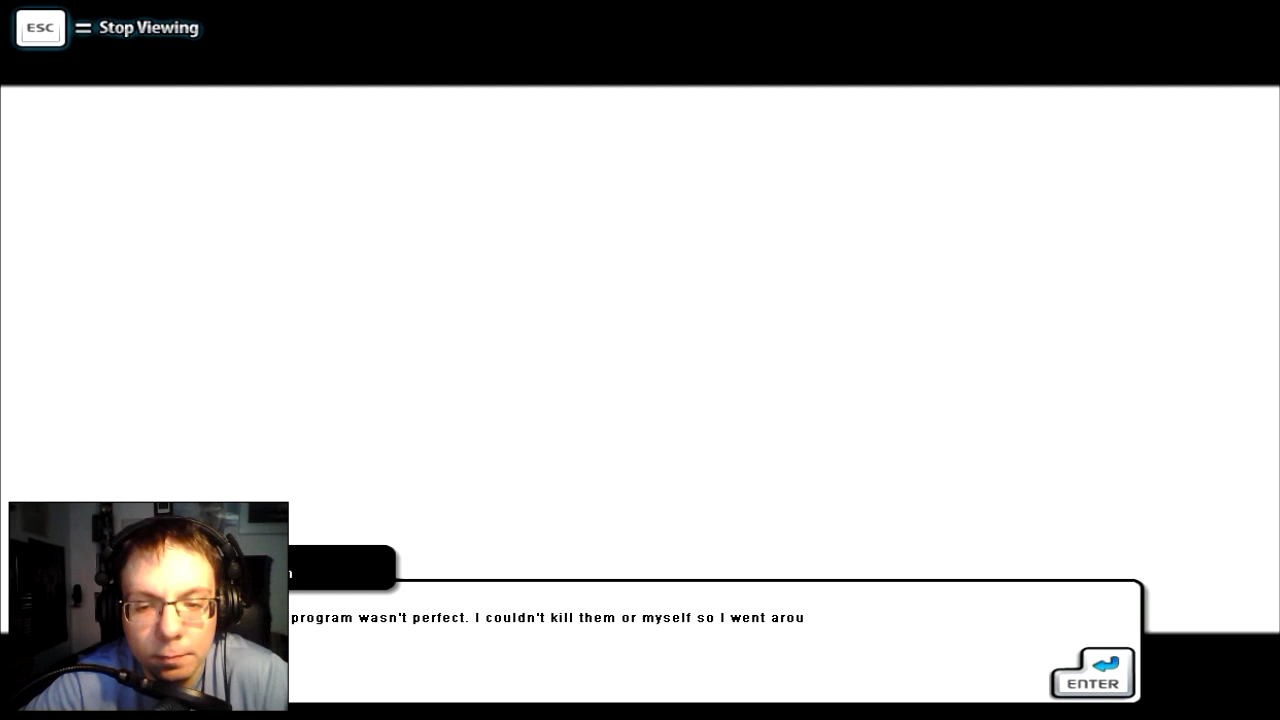 ESC = Stop Viewing
program wasn't perfect. I couldn't kill them or myself so I went arou
ENTER